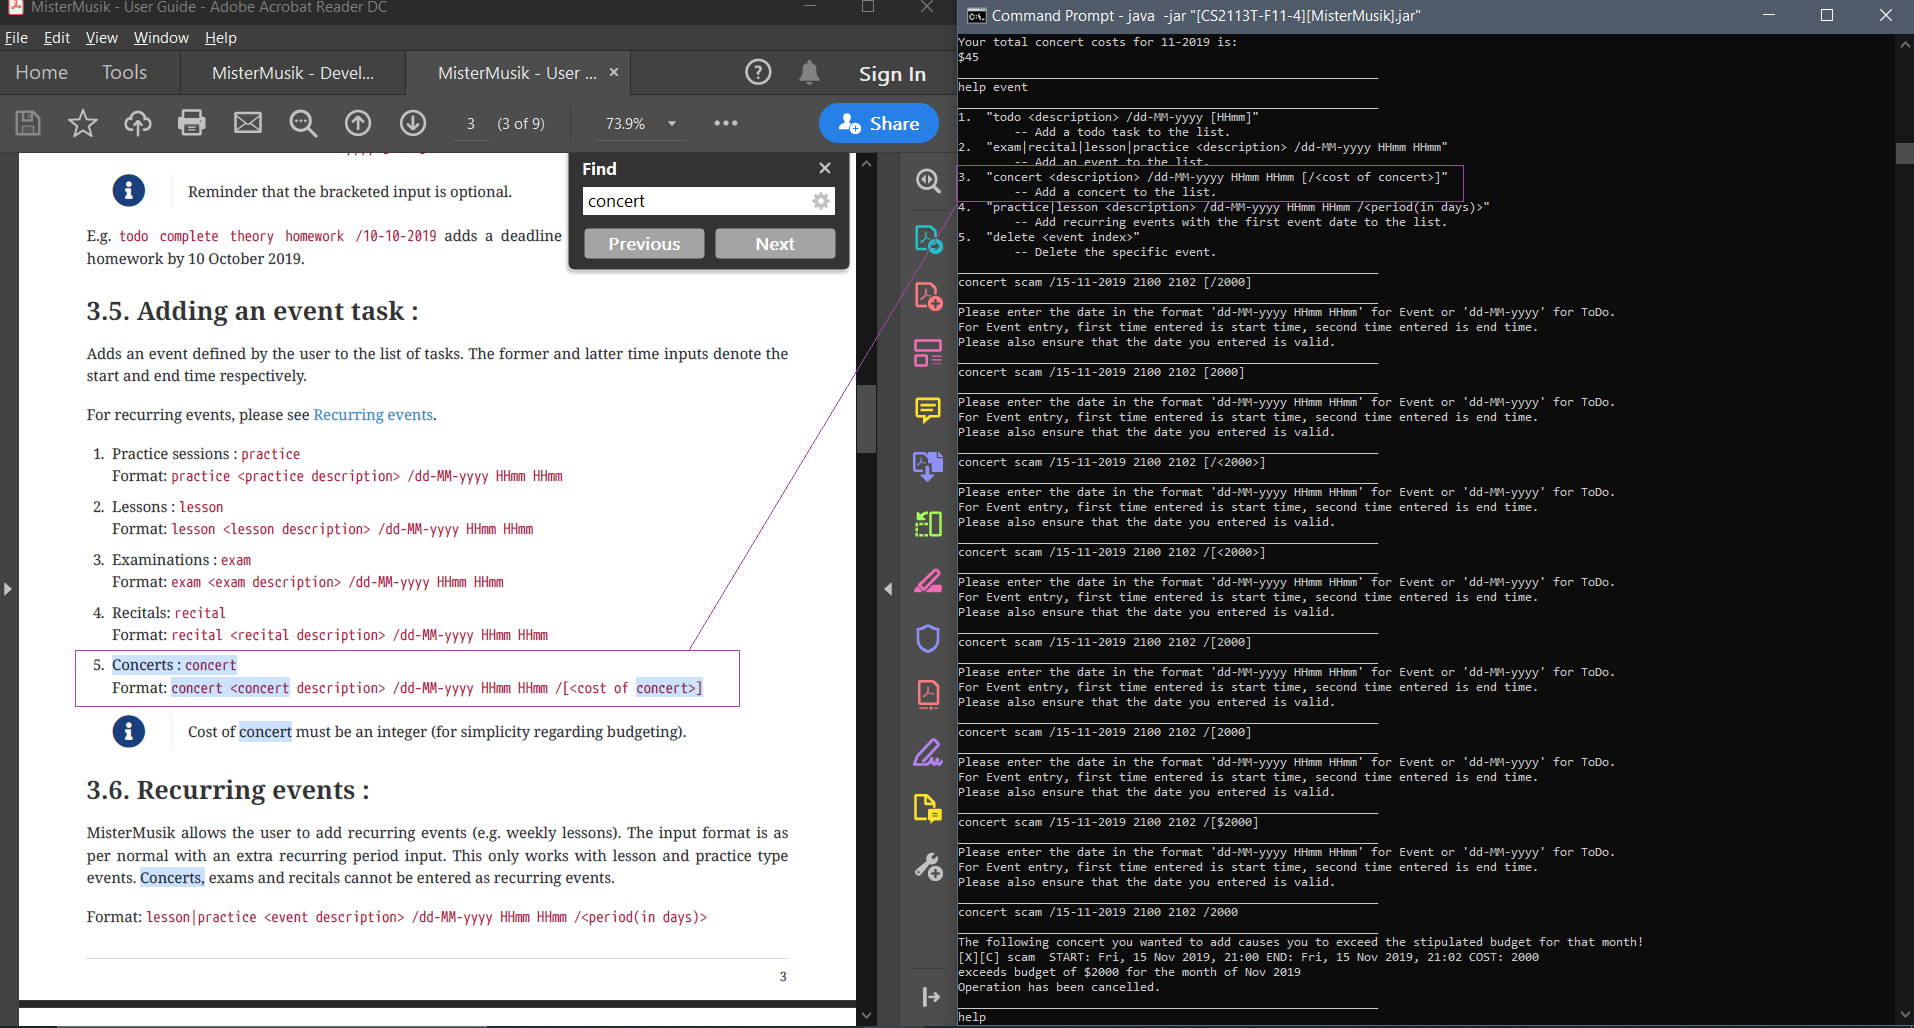 MisterMusik - User Guide - Adobe Acrobat Reader DC
File Edit View Window Help
Home Tools MisterMusik - Devel... MisterMusik - User ... × ? Sign In
3 (3 of 9) 73.9% Share
Find
concert
Previous Next
Reminder that the bracketed input is optional.
E.g. todo complete theory homework /10-10-2019 adds a deadline
homework by 10 October 2019.
3.5. Adding an event task :
Adds an event defined by the user to the list of tasks. The former and latter time inputs denote the
start and end time respectively.
For recurring events, please see Recurring events.
1. Practice sessions : practice
Format: practice <practice description> /dd-MM-yyyy HHmm HHmm
2. Lessons : lesson
Format: lesson <lesson description> /dd-MM-yyyy HHmm HHmm
3. Examinations : exam
Format: exam <exam description> /dd-MM-yyyy HHmm HHmm
4. Recitals: recital
Format: recital <recital description> /dd-MM-yyyy HHmm HHmm
5. Concerts : concert
Format: concert <concert description> /dd-MM-yyyy HHmm HHmm /[<cost of concert>]
Cost of concert must be an integer (for simplicity regarding budgeting).
3.6. Recurring events :
MisterMusik allows the user to add recurring events (e.g. weekly lessons). The input format is as
per normal with an extra recurring period input. This only works with lesson and practice type
events. Concerts, exams and recitals cannot be entered as recurring events.
Format: lesson|practice <event description> /dd-MM-yyyy HHmm HHmm /<period(in days)>
3
Command Prompt - java  -jar "[CS2113T-F11-4][MisterMusik].jar"
Your total concert costs for 11-2019 is:
$45
help event
1.  "todo <description> /dd-MM-yyyy [HHmm]"
-- Add a todo task to the list.
2.  "exam|recital|lesson|practice <description> /dd-MM-yyyy HHmm HHmm"
-- Add an event to the list.
3.  "concert <description> /dd-MM-yyyy HHmm HHmm [/<cost of concert>]"
-- Add a concert to the list.
4.  "practice|lesson <description> /dd-MM-yyyy HHmm HHmm /<period(in days)>"
-- Add recurring events with the first event date to the list.
5.  "delete <event index>"
-- Delete the specific event.
concert scam /15-11-2019 2100 2102 [/2000]
Please enter the date in the format 'dd-MM-yyyy HHmm HHmm' for Event or 'dd-MM-yyyy' for ToDo.
For Event entry, first time entered is start time, second time entered is end time.
Please also ensure that the date you entered is valid.
concert scam /15-11-2019 2100 2102 [2000]
Please enter the date in the format 'dd-MM-yyyy HHmm HHmm' for Event or 'dd-MM-yyyy' for ToDo.
For Event entry, first time entered is start time, second time entered is end time.
Please also ensure that the date you entered is valid.
concert scam /15-11-2019 2100 2102 [/<2000>]
Please enter the date in the format 'dd-MM-yyyy HHmm HHmm' for Event or 'dd-MM-yyyy' for ToDo.
For Event entry, first time entered is start time, second time entered is end time.
Please also ensure that the date you entered is valid.
concert scam /15-11-2019 2100 2102 /[<2000>]
Please enter the date in the format 'dd-MM-yyyy HHmm HHmm' for Event or 'dd-MM-yyyy' for ToDo.
For Event entry, first time entered is start time, second time entered is end time.
Please also ensure that the date you entered is valid.
concert scam /15-11-2019 2100 2102 /[2000]
Please enter the date in the format 'dd-MM-yyyy HHmm HHmm' for Event or 'dd-MM-yyyy' for ToDo.
For Event entry, first time entered is start time, second time entered is end time.
Please also ensure that the date you entered is valid.
concert scam /15-11-2019 2100 2102 /[2000]
Please enter the date in the format 'dd-MM-yyyy HHmm HHmm' for Event or 'dd-MM-yyyy' for ToDo.
For Event entry, first time entered is start time, second time entered is end time.
Please also ensure that the date you entered is valid.
concert scam /15-11-2019 2100 2102 /[$2000]
Please enter the date in the format 'dd-MM-yyyy HHmm HHmm' for Event or 'dd-MM-yyyy' for ToDo.
For Event entry, first time entered is start time, second time entered is end time.
Please also ensure that the date you entered is valid.
concert scam /15-11-2019 2100 2102 /2000
The following concert you wanted to add causes you to exceed the stipulated budget for that month!
[X][C] scam  START: Fri, 15 Nov 2019, 21:00 END: Fri, 15 Nov 2019, 21:02 COST: 2000
exceeds budget of $2000 for the month of Nov 2019
Operation has been cancelled.
help